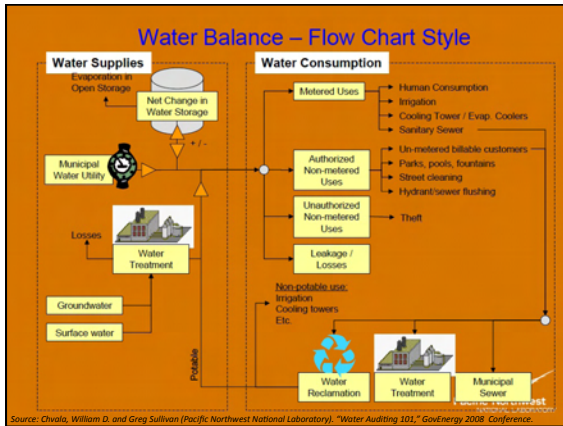 Water Balance – Flow Chart Style
Water Supplies
Evaporation in
Open Storage
Net Change in
Water Storage
+ / -
Municipal
Water Utility
Losses
Water
Treatment
Groundwater
Surface water
Potable
Water Consumption
Metered Uses
Human Consumption
Irrigation
Cooling Tower / Evap. Coolers
Sanitary Sewer
Authorized
Non-metered
Uses
Un-metered billable customers
Parks, pools, fountains
Street cleaning
Hydrant/sewer flushing
Unauthorized
Non-metered
Uses
Theft
Leakage /
Losses
Non-potable use:
Irrigation
Cooling towers
Etc.
Water
Reclamation
Water
Treatment
Municipal
Sewer
Pacific Northwest
NATIONAL LABORATORY
Source: Chvala, William D. and Greg Sullivan (Pacific Northwest National Laboratory). "Water Auditing 101," GovEnergy 2008 Conference.